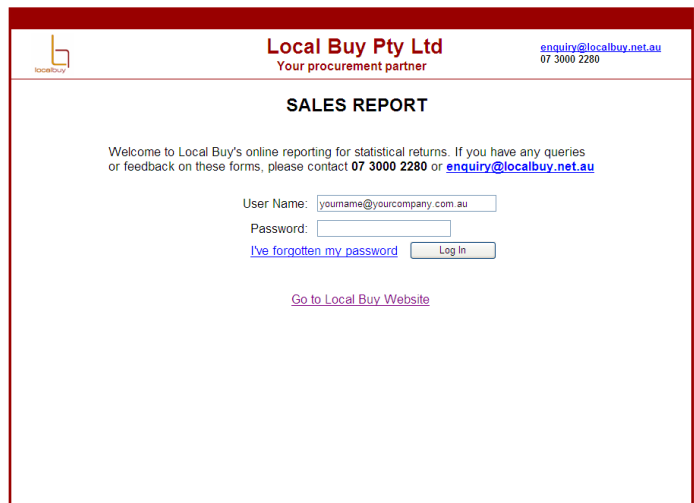 localbuy
Local Buy Pty Ltd
Your procurement partner
enquiry@localbuy.net.au
07 3000 2280
SALES REPORT
Welcome to Local Buy's online reporting for statistical returns. If you have any queries
or feedback on these forms, please contact 07 3000 2280 or enquiry@localbuy.net.au
User Name: yourname@yourcompany.com.au
Password:
I've forgotten my password Log In
Go to Local Buy Website